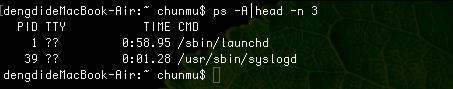 [dengdideMacBook-Air:~ chunmu$ ps -A|head -n 3
PID TTY TIME CMD
1 ?? 0:58.95 /sbin/launchd
39 ?? 0:01.28 /usr/sbin/syslogd
dengdideMacBook-Air:~ chunmu$